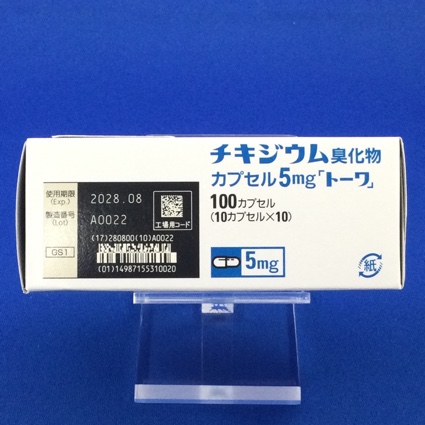 チキジウム臭化物
カプセル5mg「トーワ」
100カプセル
(10カプセル×10)
5mg
紙
使用期限
(Exp.)
2028.08
製造番号
(Lot)
A0022
工場用コード
GS1
(17)280800(10)A0022
(01)14987155310020